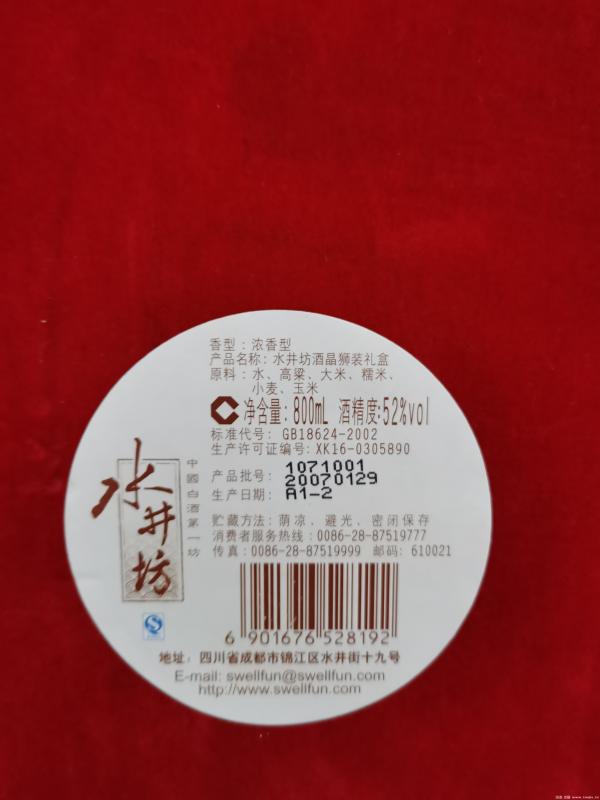 香型：浓香型
产品名称：水井坊酒晶狮装礼盒
原料：水、高粱、大米、糯米、
小麦、玉米
净含量：800mL 酒精度：52%vol
标准代号：GB18624-2002
生产许可证编号：XK16-0305890
产品批号：1071001
20070129
生产日期：A1-2
水井坊
中國白酒第一坊
贮藏方法：荫凉、避光、密闭保存
消费者服务热线：0086-28-87519777
传真：0086-28-87519999 邮码：610021
6 901676 528192
地址：四川省成都市锦江区水井街十九号
E-mail: swellfun@swellfun.com
http://www.swellfun.com